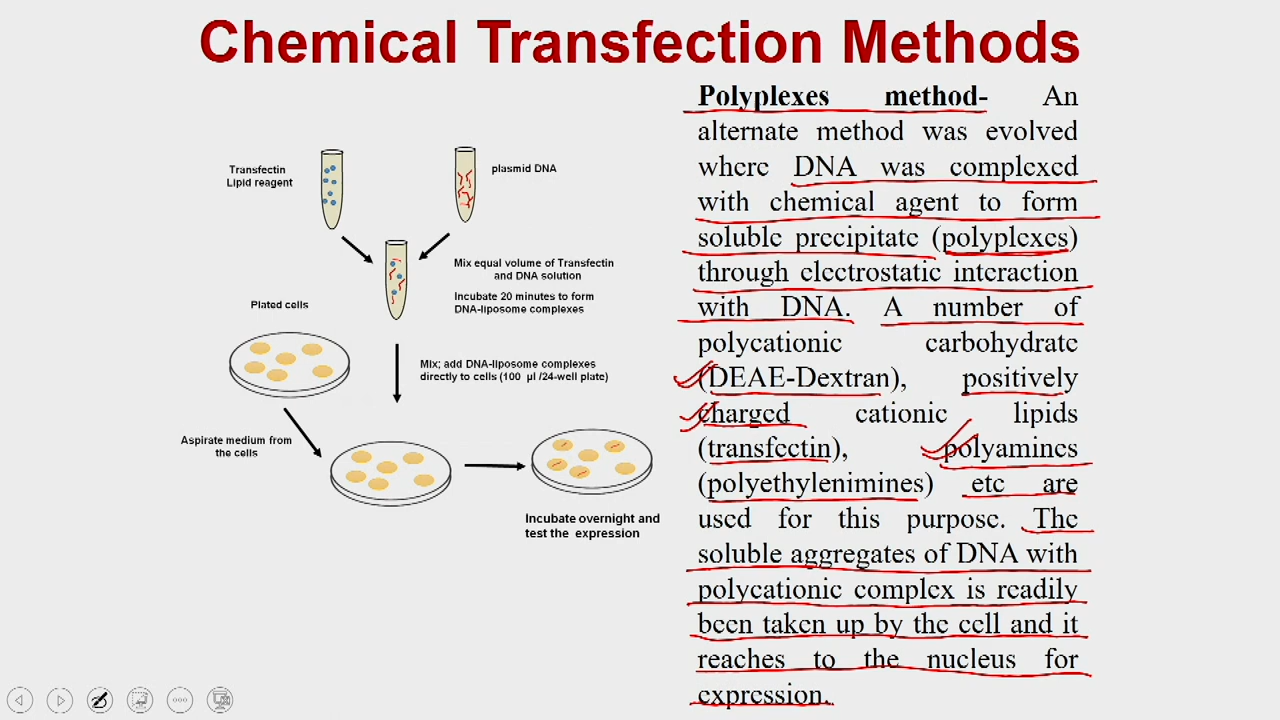 Chemical Transfection Methods
Transfectin
Lipid reagent
plasmid DNA
Mix equal volume of Transfectin
and DNA solution
Incubate 20 minutes to form
DNA-liposome complexes
Plated cells
Mix; add DNA-liposome complexes
directly to cells (100 µl /24-well plate)
Aspirate medium from
the cells
Incubate overnight and
test the expression
Polyplexes method- An
alternate method was evolved
where DNA was complexed
with chemical agent to form
soluble precipitate (polyplexes)
through electrostatic interaction
with DNA. A number of
polycationic carbohydrate
(DEAE-Dextran), positively
charged cationic lipids
(transfectin), polyamines
(polyethylenimines) etc are
used for this purpose. The
soluble aggregates of DNA with
polycationic complex is readily
been taken up by the cell and it
reaches to the nucleus for
expression.